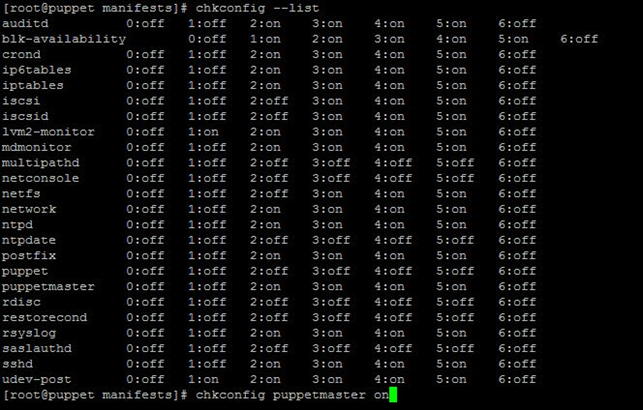 [root@puppet manifests]# chkconfig --list
auditd 0:off 1:off 2:on 3:on 4:on 5:on 6:off
blk-availability 0:off 1:on 2:on 3:on 4:on 5:on 6:off
crond 0:off 1:off 2:on 3:on 4:on 5:on 6:off
ip6tables 0:off 1:off 2:on 3:on 4:on 5:on 6:off
iptables 0:off 1:off 2:on 3:on 4:on 5:on 6:off
iscsi 0:off 1:off 2:off 3:on 4:on 5:on 6:off
iscsid 0:off 1:off 2:off 3:on 4:on 5:on 6:off
lvm2-monitor 0:off 1:on 2:on 3:on 4:on 5:on 6:off
mdmonitor 0:off 1:off 2:on 3:on 4:on 5:on 6:off
multipathd 0:off 1:off 2:off 3:off 4:off 5:off 6:off
netconsole 0:off 1:off 2:off 3:off 4:off 5:off 6:off
netfs 0:off 1:off 2:off 3:on 4:on 5:on 6:off
network 0:off 1:off 2:on 3:on 4:on 5:on 6:off
ntpd 0:off 1:off 2:on 3:on 4:on 5:on 6:off
ntpdate 0:off 1:off 2:off 3:off 4:off 5:off 6:off
postfix 0:off 1:off 2:on 3:on 4:on 5:on 6:off
puppet 0:off 1:off 2:off 3:off 4:off 5:off 6:off
puppetmaster 0:off 1:off 2:on 3:on 4:on 5:on 6:off
rdisc 0:off 1:off 2:off 3:off 4:off 5:off 6:off
restorecond 0:off 1:off 2:off 3:off 4:off 5:off 6:off
rsyslog 0:off 1:off 2:on 3:on 4:on 5:on 6:off
saslauthd 0:off 1:off 2:off 3:off 4:off 5:off 6:off
sshd 0:off 1:off 2:on 3:on 4:on 5:on 6:off
udev-post 0:off 1:on 2:on 3:on 4:on 5:on 6:off
[root@puppet manifests]# chkconfig puppetmaster on